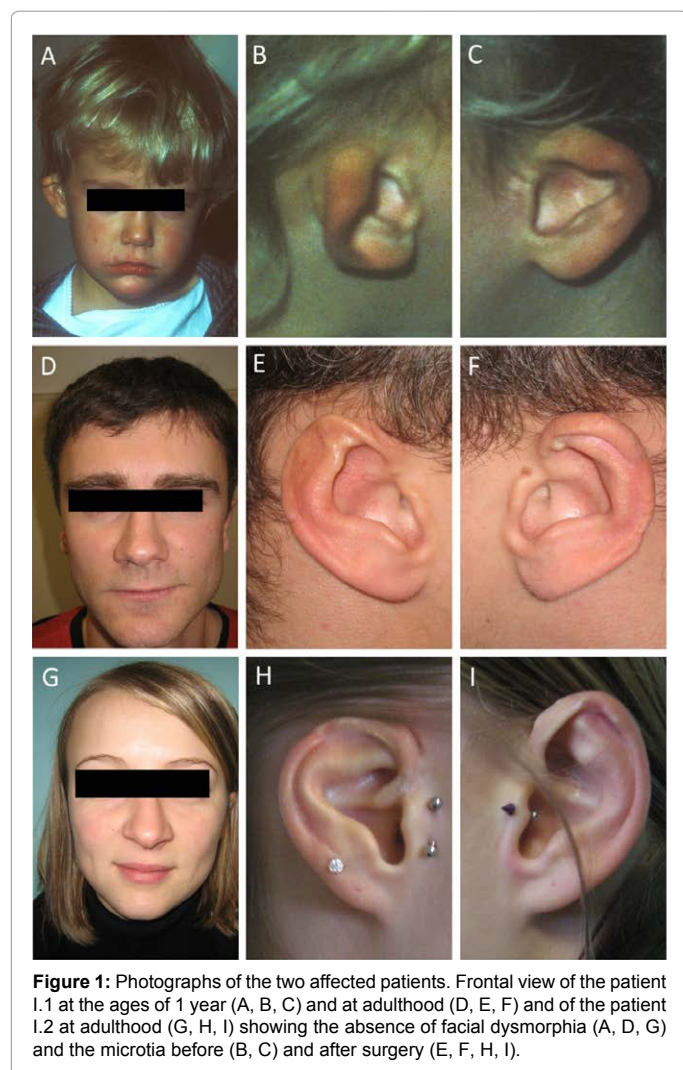 A
B
C
D
E
F
G
H
I
Figure 1: Photographs of the two affected patients. Frontal view of the patient
I.1 at the ages of 1 year (A, B, C) and at adulthood (D, E, F) and of the patient
I.2 at adulthood (G, H, I) showing the absence of facial dysmorphia (A, D, G)
and the microtia before (B, C) and after surgery (E, F, H, I).